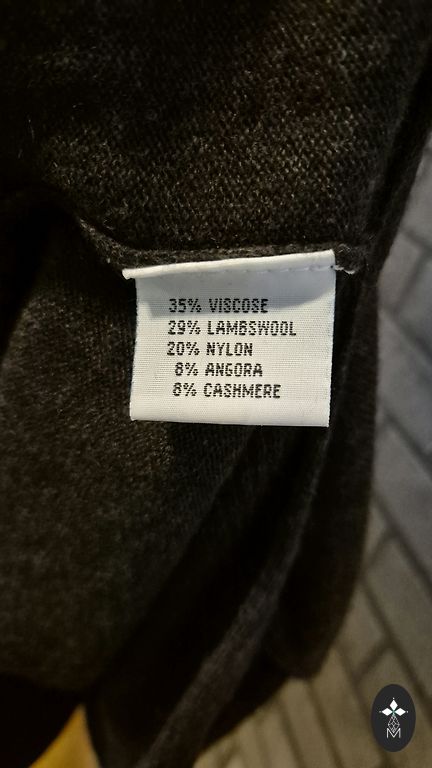 35% VISCOSE
29% LAMBSWOOL
20% NYLON
8% ANGORA
8% CASHMERE
M